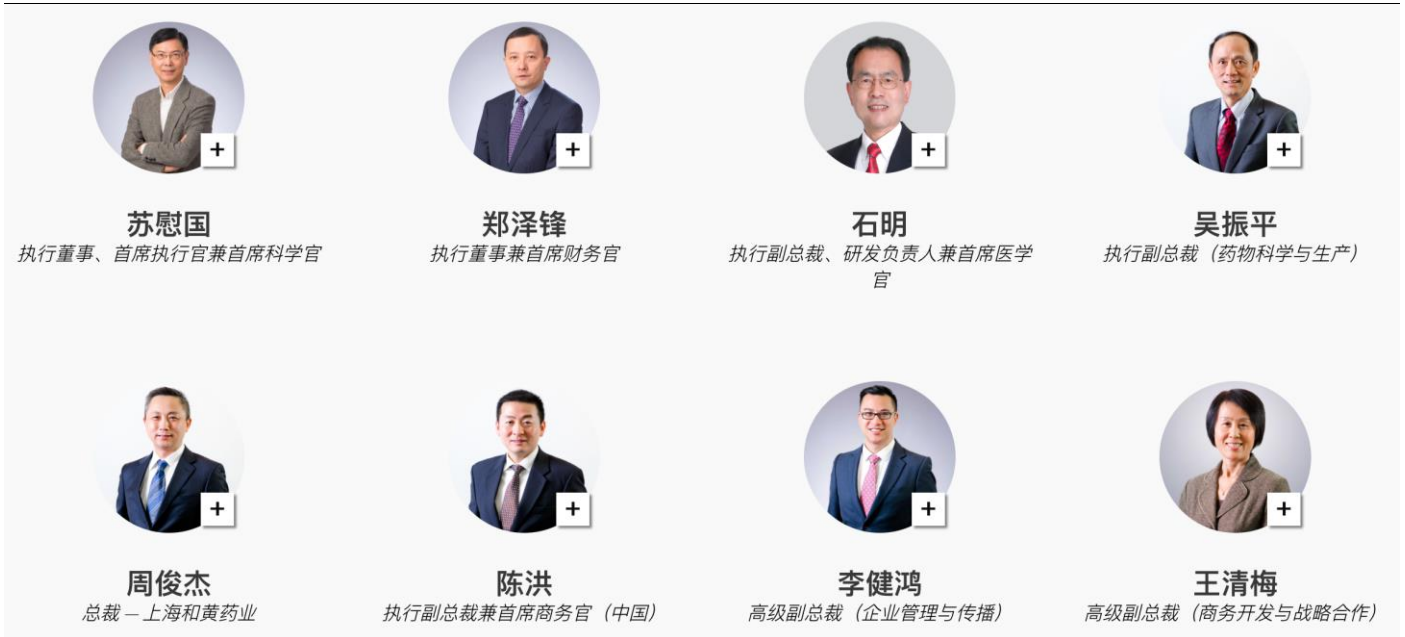 苏慰国
郑泽锋
石明
吴振平
执行董事、首席执行官兼首席科学官
执行董事兼首席财务官
执行副总裁、研发负责人兼首席医学
官
执行副总裁（药物科学与生产）
周俊杰
陈洪
李健鸿
王清梅
总裁 – 上海和黄药业
执行副总裁兼首席商务官（中国）
高级副总裁（企业管理与传播）
高级副总裁（商务开发与战略合作）